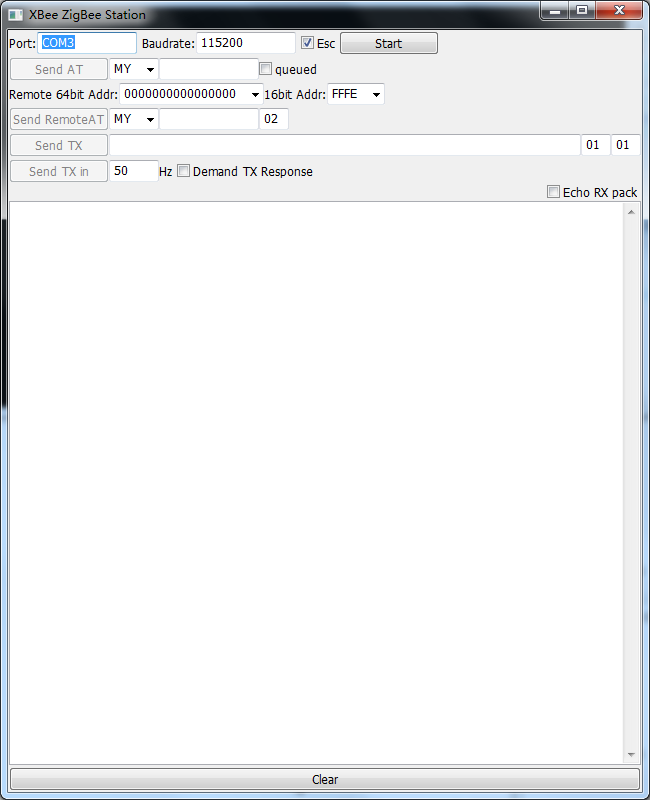 XBee ZigBee Station
Port: COM3 Baudrate: 115200 Esc Start
Send AT MY queued
Remote 64bit Addr: 0000000000000000 16bit Addr: FFFE
Send RemoteAT MY 02
Send TX 01 01
Send TX in 50 Hz Demand TX Response
Echo RX pack
Clear